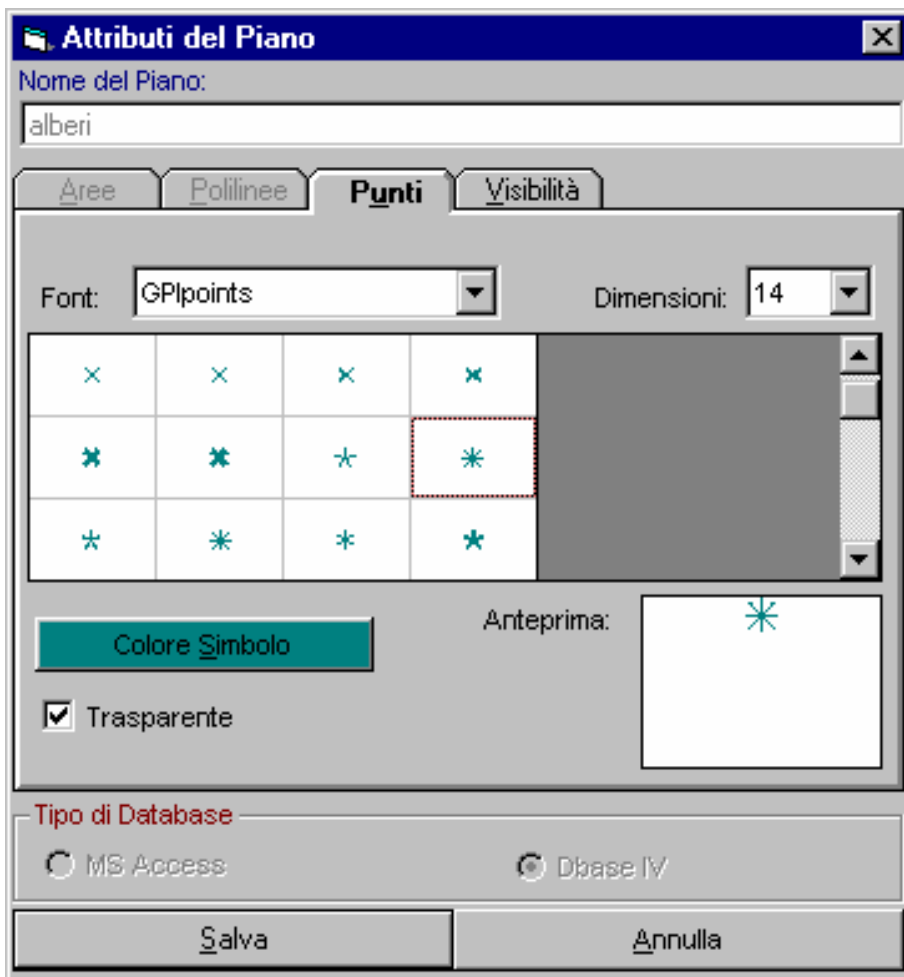 Attributi del Piano
Nome del Piano:
alberi
Aree Polilinee Punti Visibilità
Font: GPIpoints Dimensioni: 14
Colore Simbolo Anteprima:
Trasparente
Tipo di Database
MS Access Dbase IV
Salva Annulla